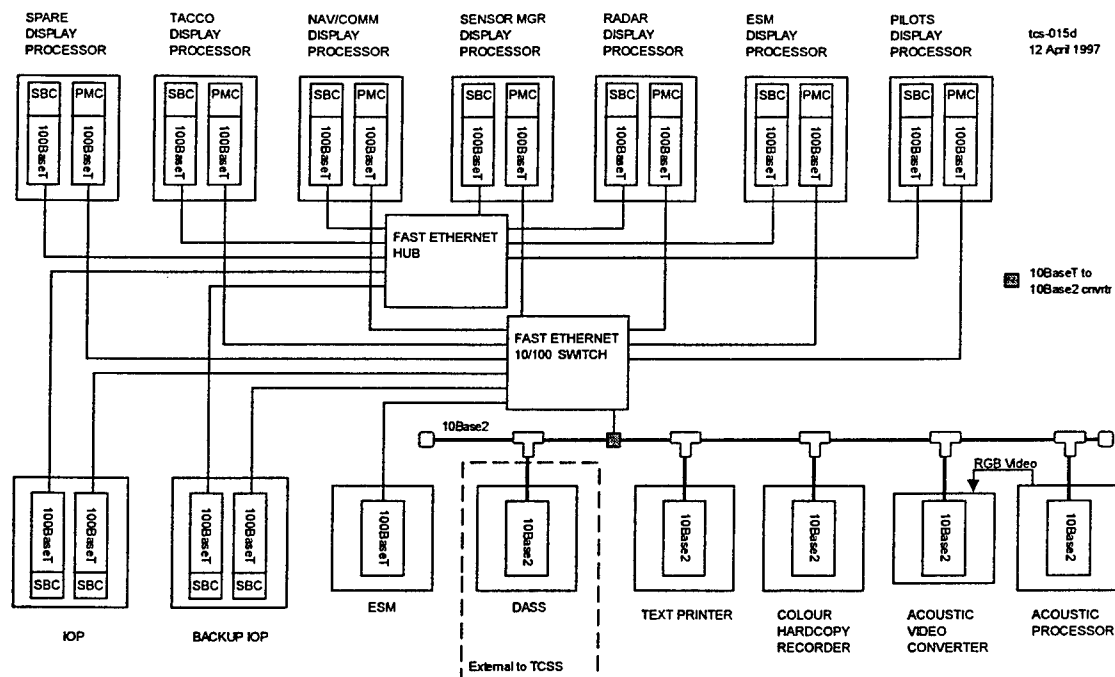 SPARE
DISPLAY
PROCESSOR
TACCO
DISPLAY
PROCESSOR
NAV/COMM
DISPLAY
PROCESSOR
SENSOR MGR
DISPLAY
PROCESSOR
RADAR
DISPLAY
PROCESSOR
ESM
DISPLAY
PROCESSOR
PILOTS
DISPLAY
PROCESSOR
tcs-015d
12 April 1997
SBC
PMC
SBC
PMC
SBC
PMC
SBC
PMC
SBC
PMC
SBC
PMC
SBC
PMC
100BaseT
100BaseT
100BaseT
100BaseT
100BaseT
100BaseT
100BaseT
100BaseT
100BaseT
100BaseT
100BaseT
100BaseT
100BaseT
100BaseT
FAST ETHERNET
HUB
10BaseT to
10Base2 cnvrtr
FAST ETHERNET
10/100 SWITCH
10Base2
RGB Video
100BaseT
100BaseT
100BaseT
100BaseT
100BaseT
10Base2
10Base2
10Base2
10Base2
10Base2
SBC
SBC
SBC
SBC
IOP
BACKUP IOP
ESM
DASS
TEXT PRINTER
COLOUR
HARDCOPY
RECORDER
ACOUSTIC
VIDEO
CONVERTER
ACOUSTIC
PROCESSOR
External to TCSS